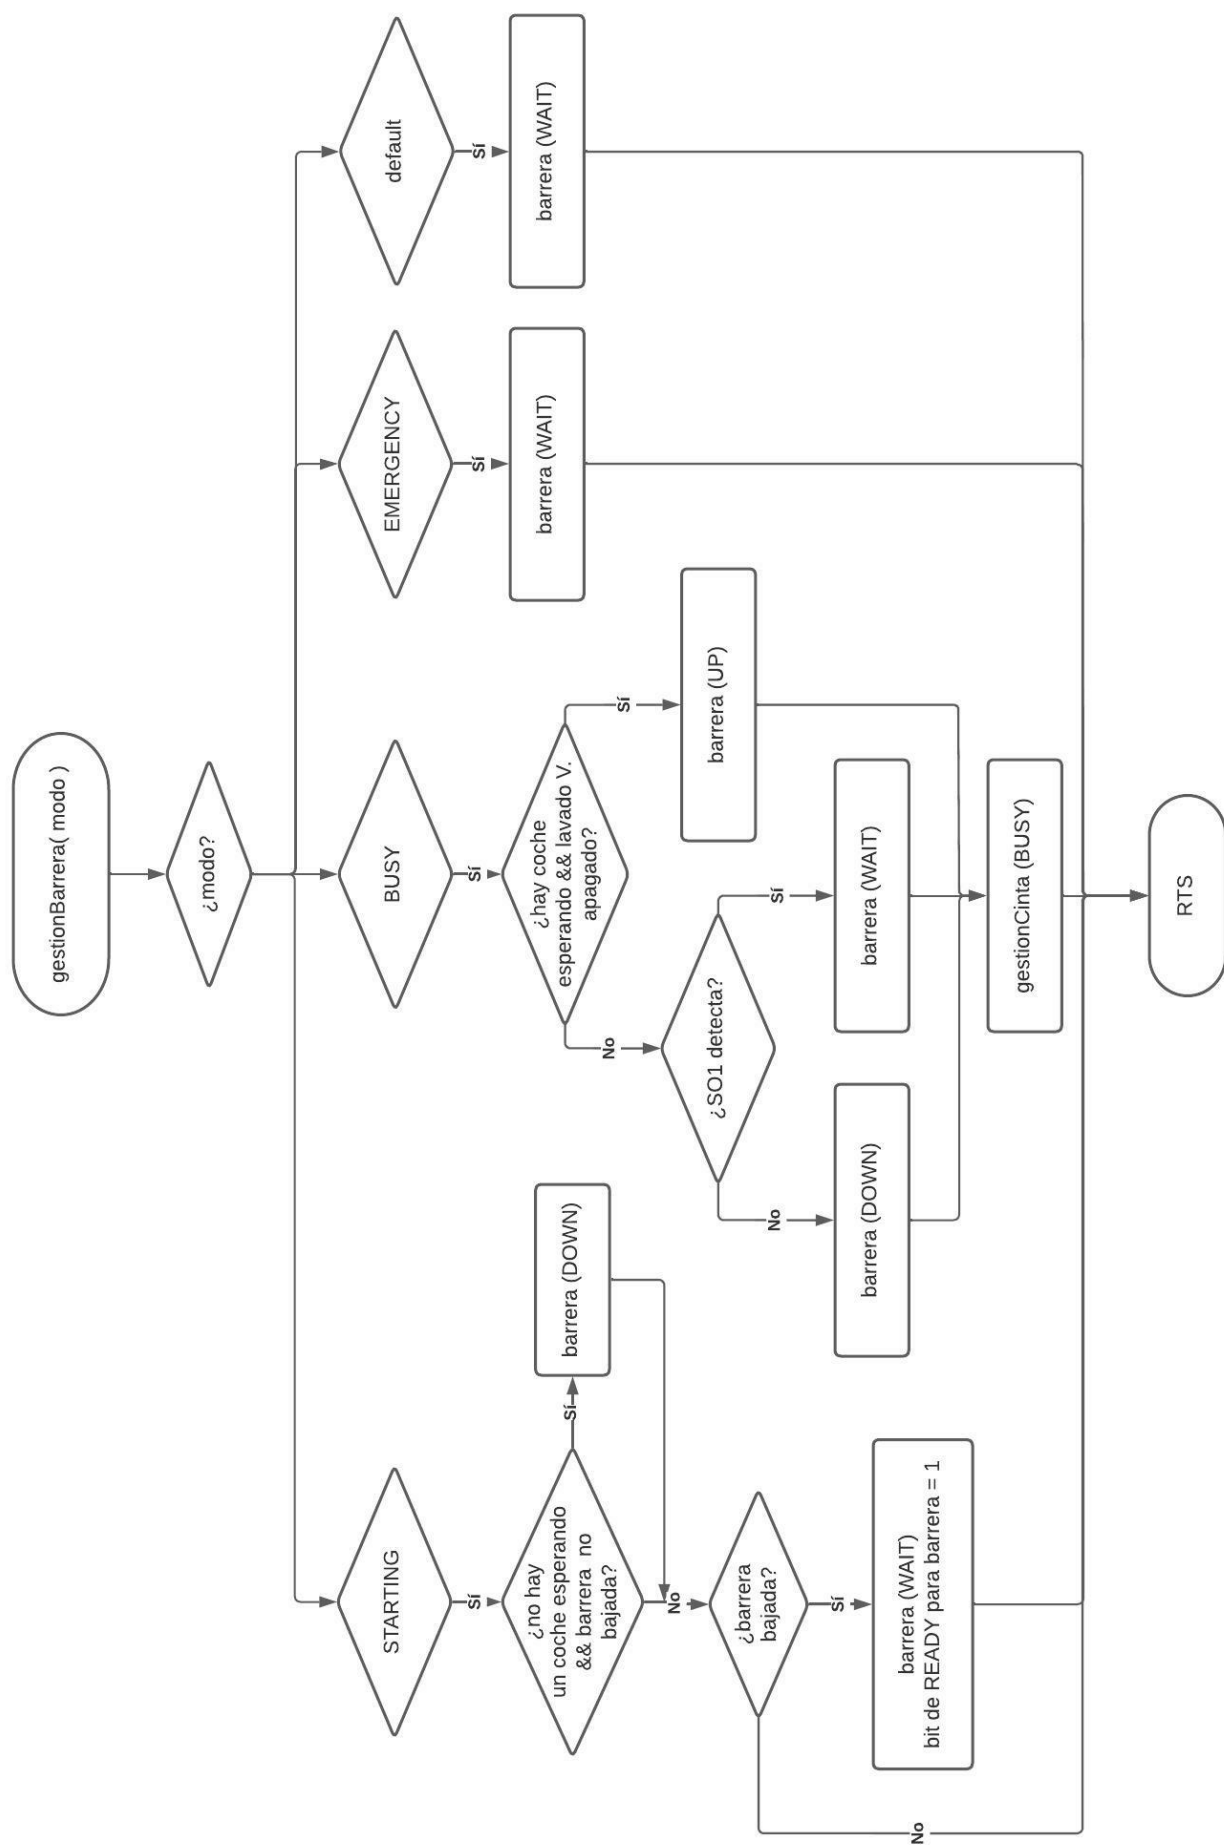 gestionBarrera( modo )
¿modo?
STARTING
BUSY
EMERGENCY
default
Sí
Sí
Sí
Sí
¿no hay
un coche esperando
&& barrera no
bajada?
Sí
barrera (DOWN)
¿hay coche
esperando && lavado V.
apagado?
barrera (WAIT)
barrera (WAIT)
No
Sí
No
¿SO1 detecta?
barrera (UP)
¿barrera
bajada?
Sí
No
Sí
No
barrera (WAIT)
bit de READY para barrera = 1
barrera (DOWN)
barrera (WAIT)
gestionCinta (BUSY)
RTS